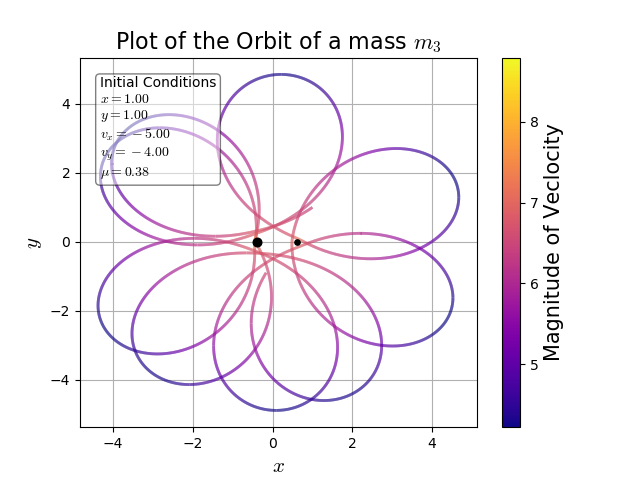 Plot of the Orbit of a mass m₃
Initial Conditions
x = 1.00
y = 1.00
vₓ = −5.00
v_y = −4.00
μ = 0.38
4
2
0
−2
−4
y
−4
−2
0
2
4
x
8
7
6
5
Magnitude of Veclocity